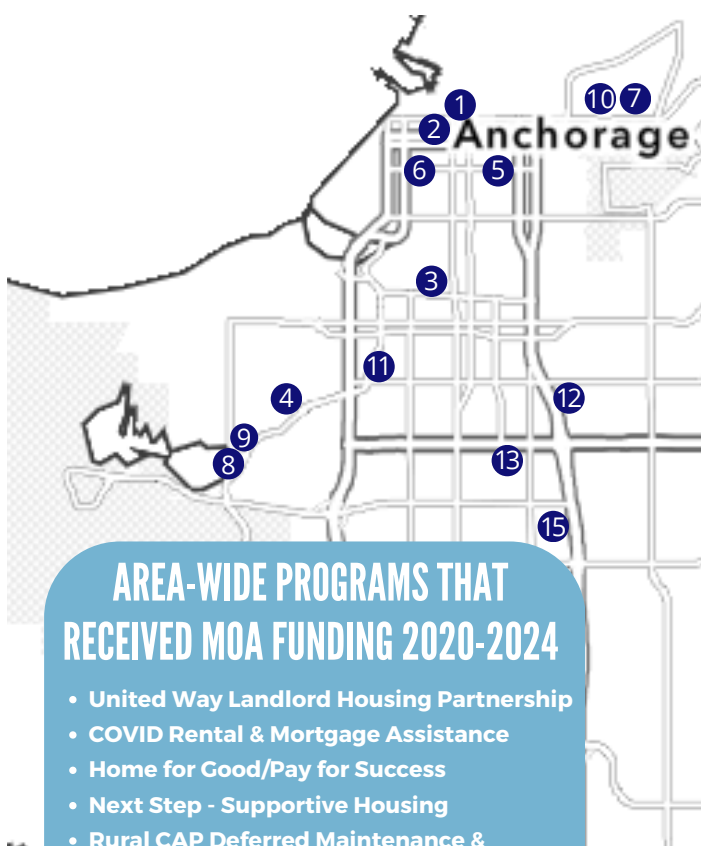 1
10 7
2 Anchorage
6 5
3
11
4 12
9
8 13
15
AREA-WIDE PROGRAMS THAT
RECEIVED MOA FUNDING 2020-2024
• United Way Landlord Housing Partnership
• COVID Rental & Mortgage Assistance
• Home for Good/Pay for Success
• Next Step - Supportive Housing
• Rural CAP Deferred Maintenance &